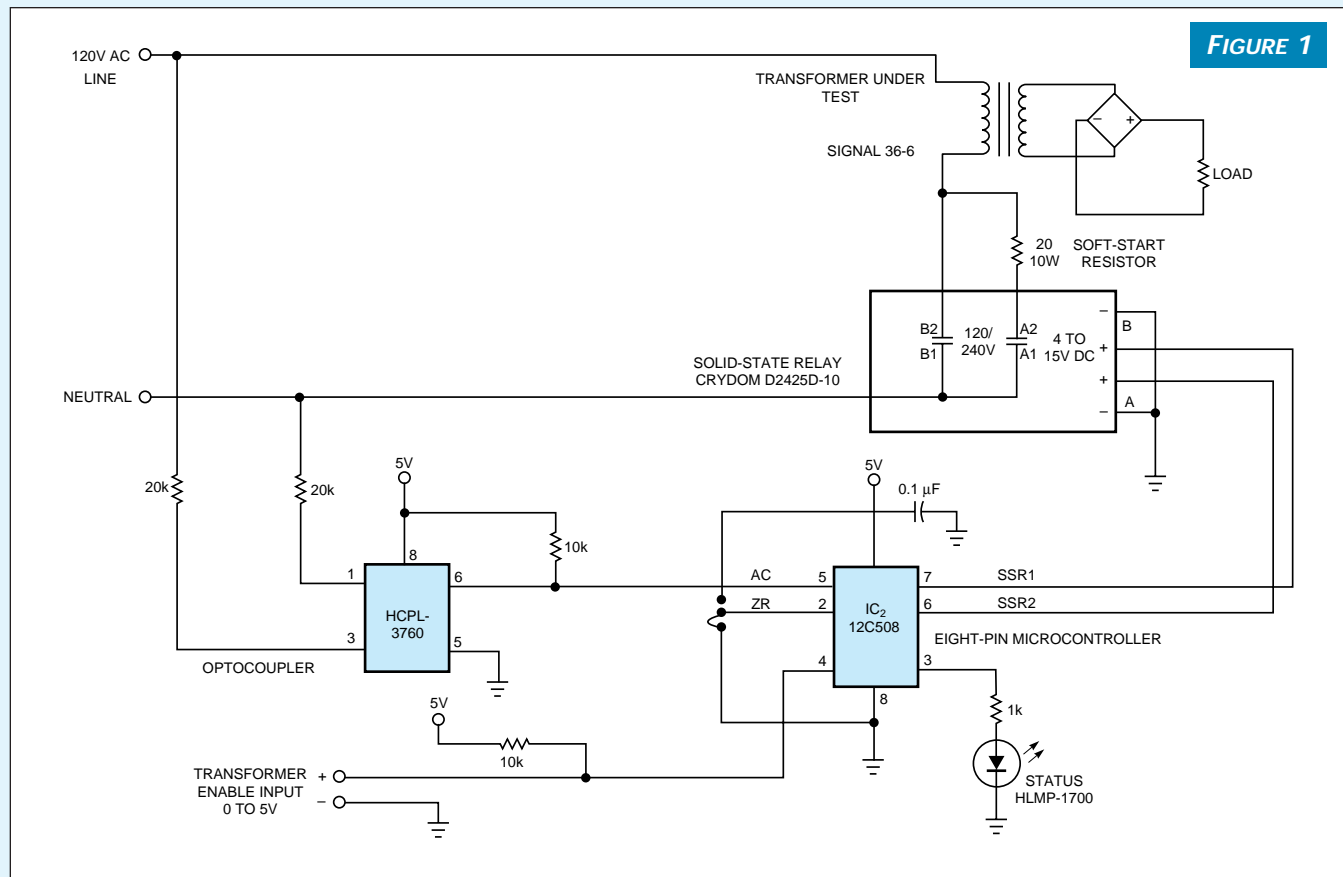 FIGURE 1
120V AC
LINE
TRANSFORMER UNDER
TEST
SIGNAL 36-6
− +
LOAD
20
10W
SOFT-START
RESISTOR
B2
B1
120/
240V
A2
A1
4 TO
15V DC
−
B
+
+
A
−
SOLID-STATE RELAY
CRYDOM D2425D-10
NEUTRAL
20k
20k
5V
10k
8
1
6
HCPL-
3760
3
5
OPTOCOUPLER
5V
0.1 µF
AC
5
7
SSR1
ZR
2
6
SSR2
IC2
12C508
EIGHT-PIN MICROCONTROLLER
4
3
8
1k
STATUS
HLMP-1700
5V
10k
TRANSFORMER
ENABLE INPUT
0 TO 5V
+
−